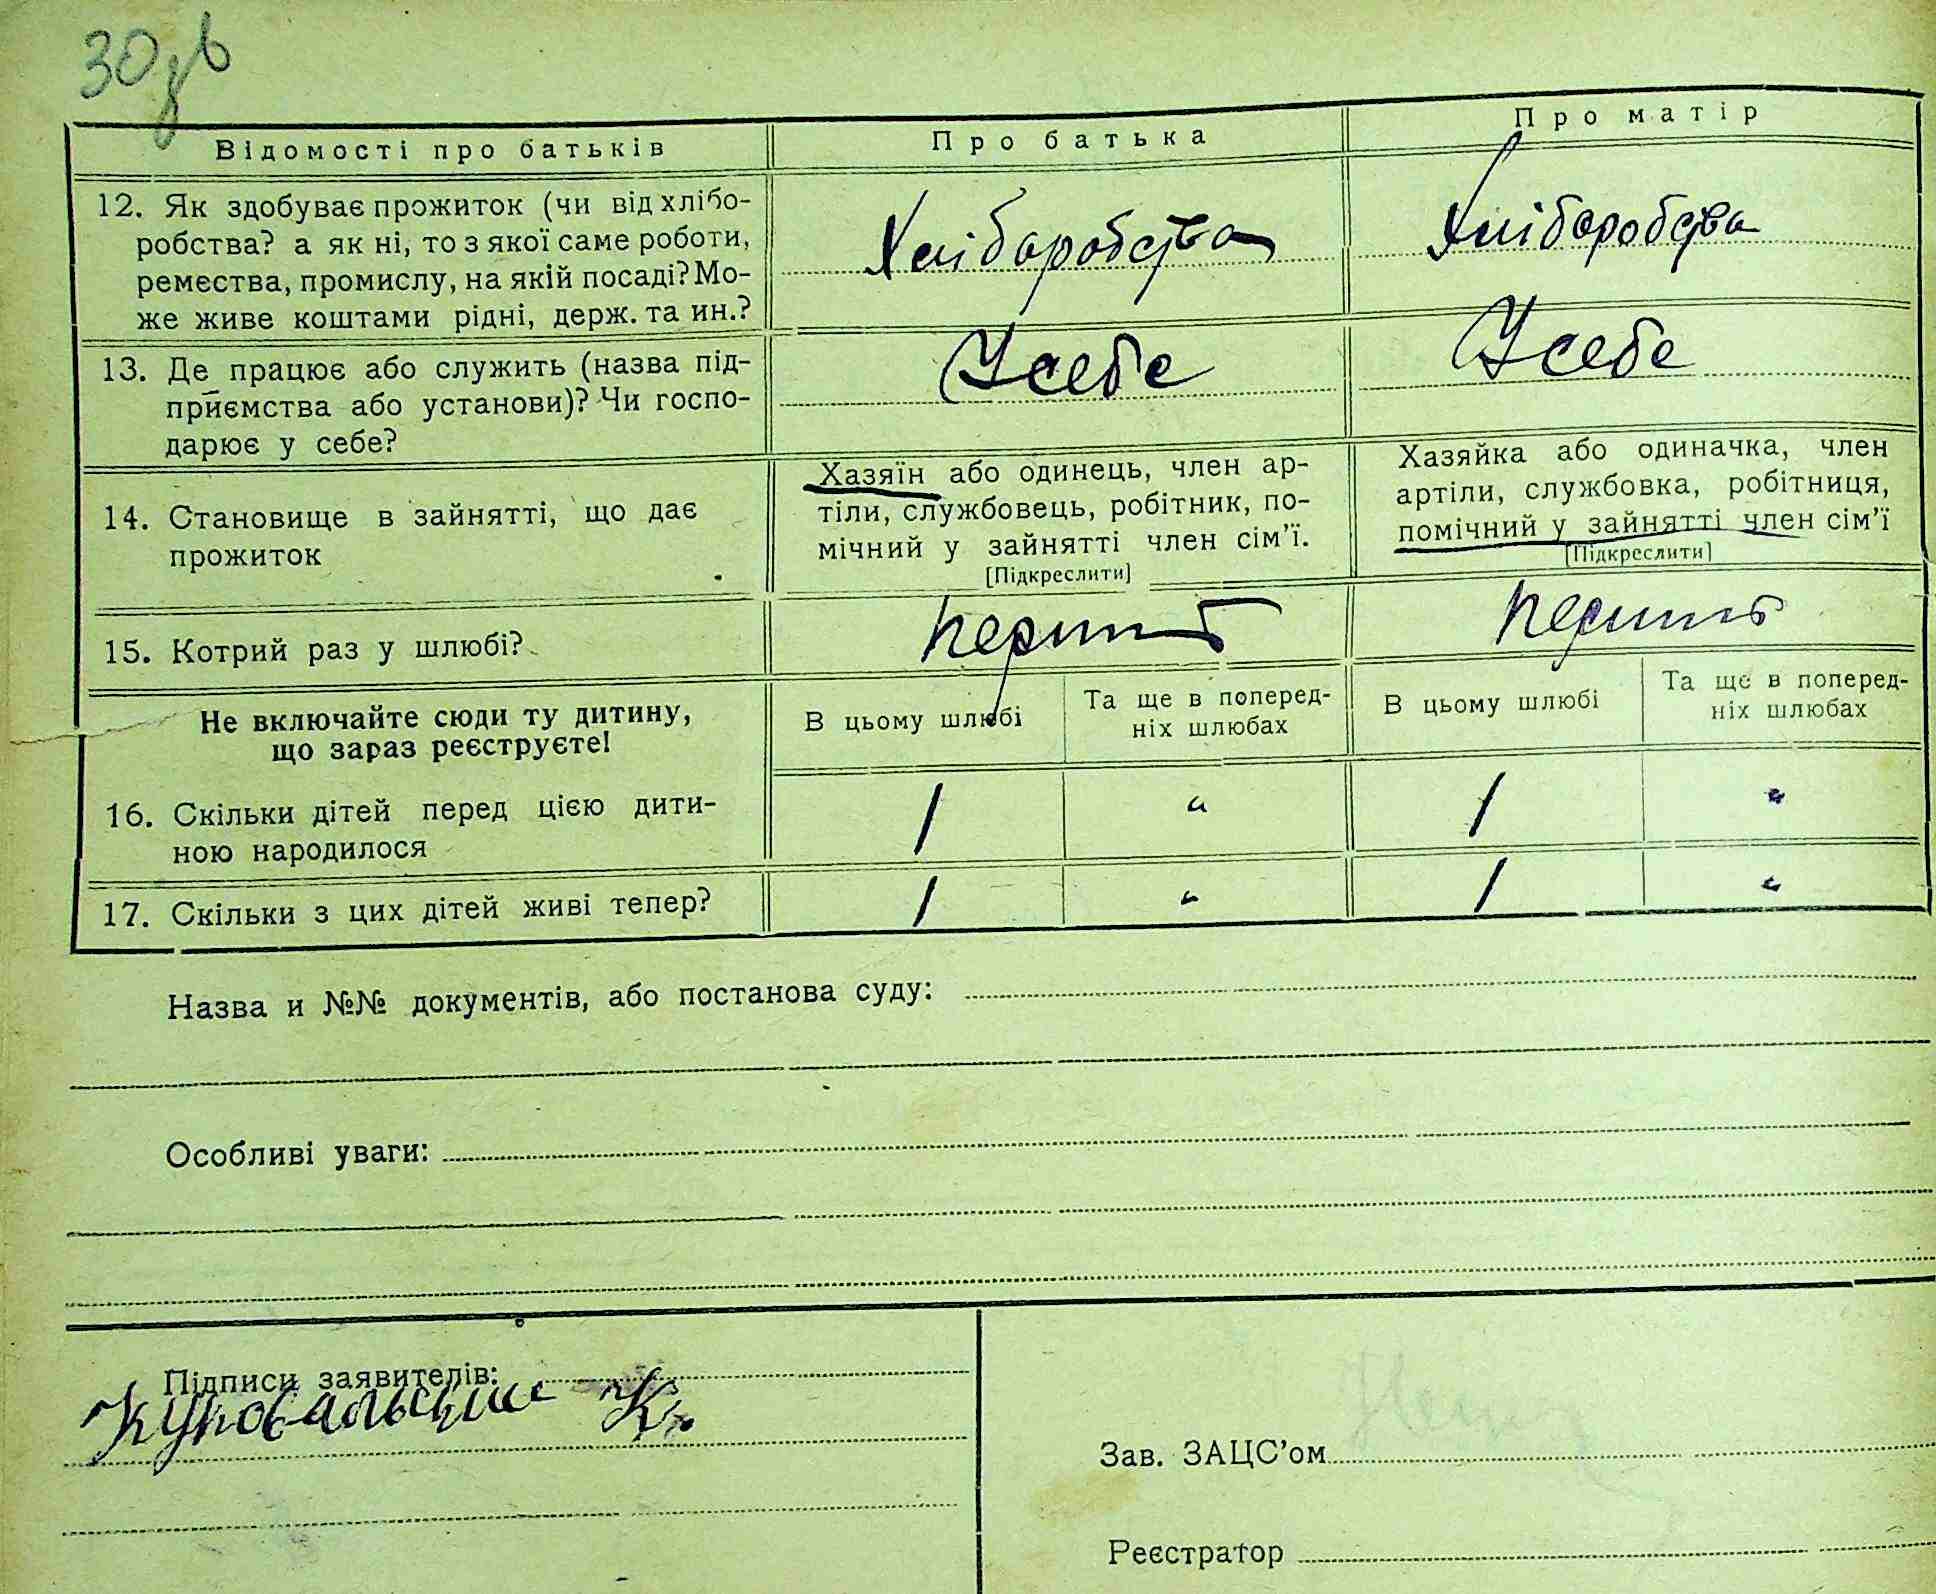 30зв
Відомості про батьків
Про батька
Про матір
12. Як здобуває прожиток (чи від хлібо-
робства? а як ні, то з якої саме роботи,
ремества, промислу, на якій посаді? Мо-
же живе коштами рідні, держ. та ин.?
Хліборобства
Хліборобства
13. Де працює або служить (назва під-
приємства або установи)? Чи госпо-
дарює у себе?
У себе
У себе
14. Становище в зайнятті, що дає
прожиток
Хазяїн або одинець, член ар-
тіли, службовець, робітник, по-
мічний у зайнятті член сім'ї.
[Підкреслити]
Хазяйка або одиначка, член
артіли, службовка, робітниця,
помічний у зайнятті член сім'ї
[Підкреслити]
15. Котрий раз у шлюбі?
Не включайте сюди ту дитину,
що зараз реєструєте!
В цьому шлюбі
Та ще в поперед-
ніх шлюбах
В цьому шлюбі
Та ще в поперед-
ніх шлюбах
16. Скільки дітей перед цією дити-
ною народилося
1 " 1 "
17. Скільки з цих дітей живі тепер?
1 " 1 "
Назва и №№ документів, або постанова суду:
Особливі уваги:
Підписи заявителів:
Зав. ЗАЦС'ом
Реєстратор